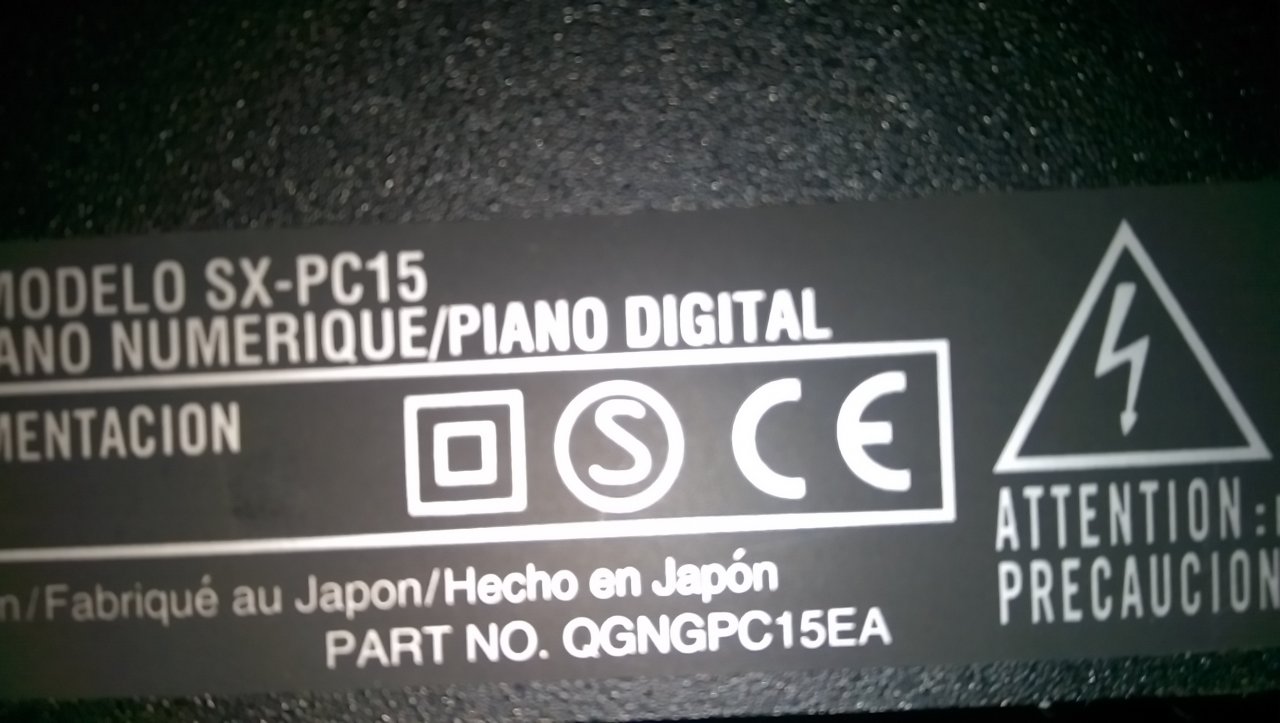 MODELO SX-PC15
ANO NUMERIQUE/PIANO DIGITAL
MENTACION
S CE
n/Fabriqué au Japon/Hecho en Japón
PART NO. QGNGPC15EA
ATTENTION :
PRECAUCION